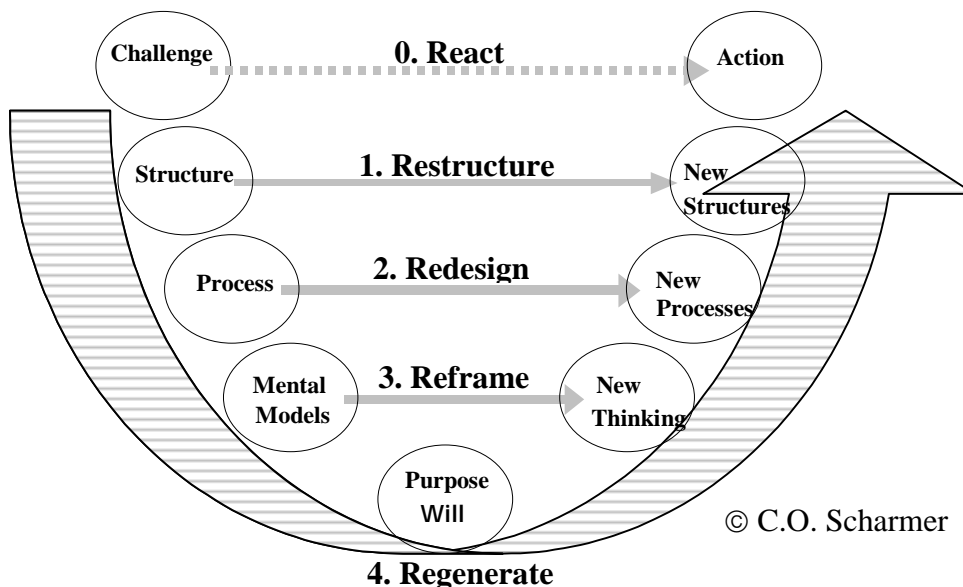 Challenge
0. React
Action
Structure
1. Restructure
New
Structures
Process
2. Redesign
New
Processes
Mental
Models
3. Reframe
New
Thinking
Purpose
Will
© C.O. Scharmer
4. Regenerate